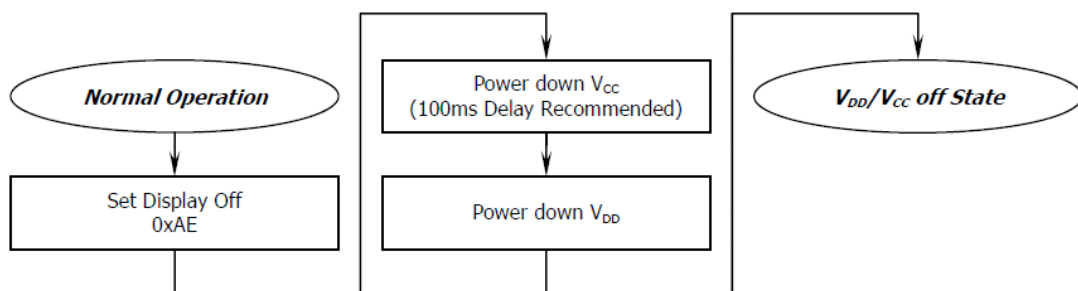 Normal Operation
Set Display Off
0xAE
Power down VCC
(100ms Delay Recommended)
Power down VDD
VDD/VCC off State